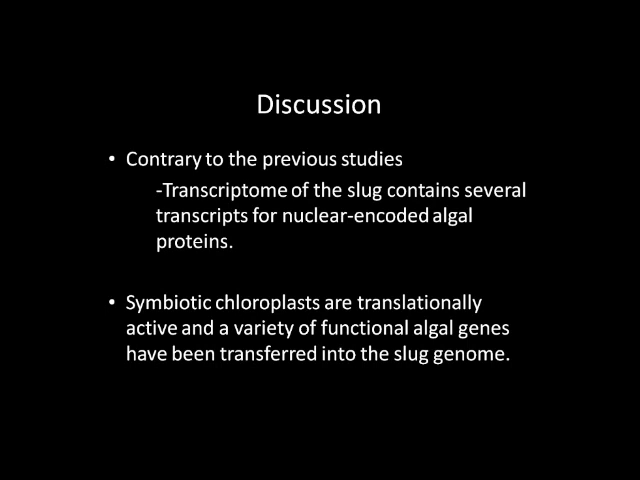 Discussion
• Contrary to the previous studies
-Transcriptome of the slug contains several
transcripts for nuclear-encoded algal
proteins.
• Symbiotic chloroplasts are translationally
active and a variety of functional algal genes
have been transferred into the slug genome.